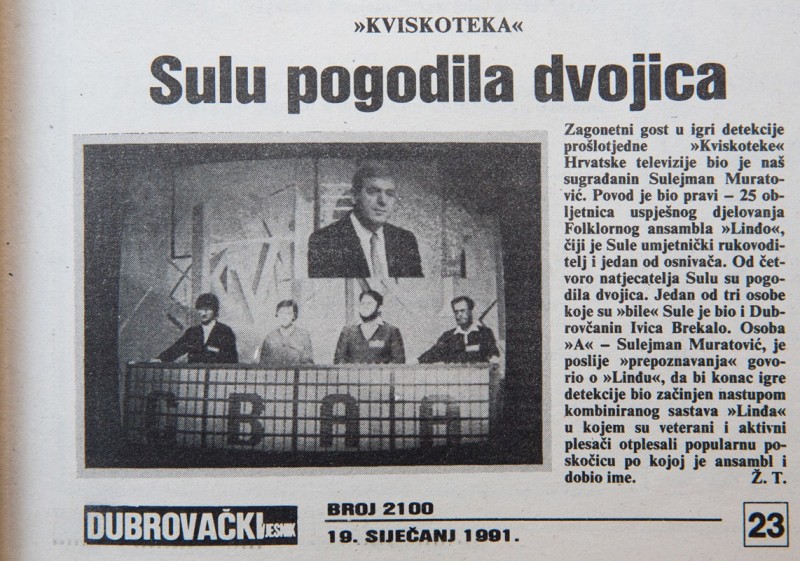 »KVISKOTEKA«
Sulu pogodila dvojica
Zagonetni gost u igri detekcije
prošlotjedne »Kviskoteke«
Hrvatske televizije bio je naš
sugrađanin Sulejman Murato-
vić. Povod je bio pravi – 25 ob-
ljetnica uspješnog djelovanja
Folklornog ansambla »Linđo«,
čiji je Sule umjetnički rukovodi-
telj i jedan od osnivača. Od čet-
voro natjecatelja Sulu su pogo-
dila dvojica. Jedan od tri osobe
koje su »bile« Sule je bio i Dub-
rovčanin Ivica Brekalo. Osoba
»A« – Sulejman Muratović, je
poslije »prepoznavanja« govo-
rio o »Linđu«, da bi konac igre
detekcije bio začinjen nastupom
kombiniranog sastava »Linđa«
u kojem su veterani i aktivni
plesači otplesali popularnu po-
skočicu po kojoj je ansambl i
dobio ime. Ž. T.
C B A A
DUBROVAČKI VJESNIK
BROJ 2100
19. SIJEČANJ 1991.
23